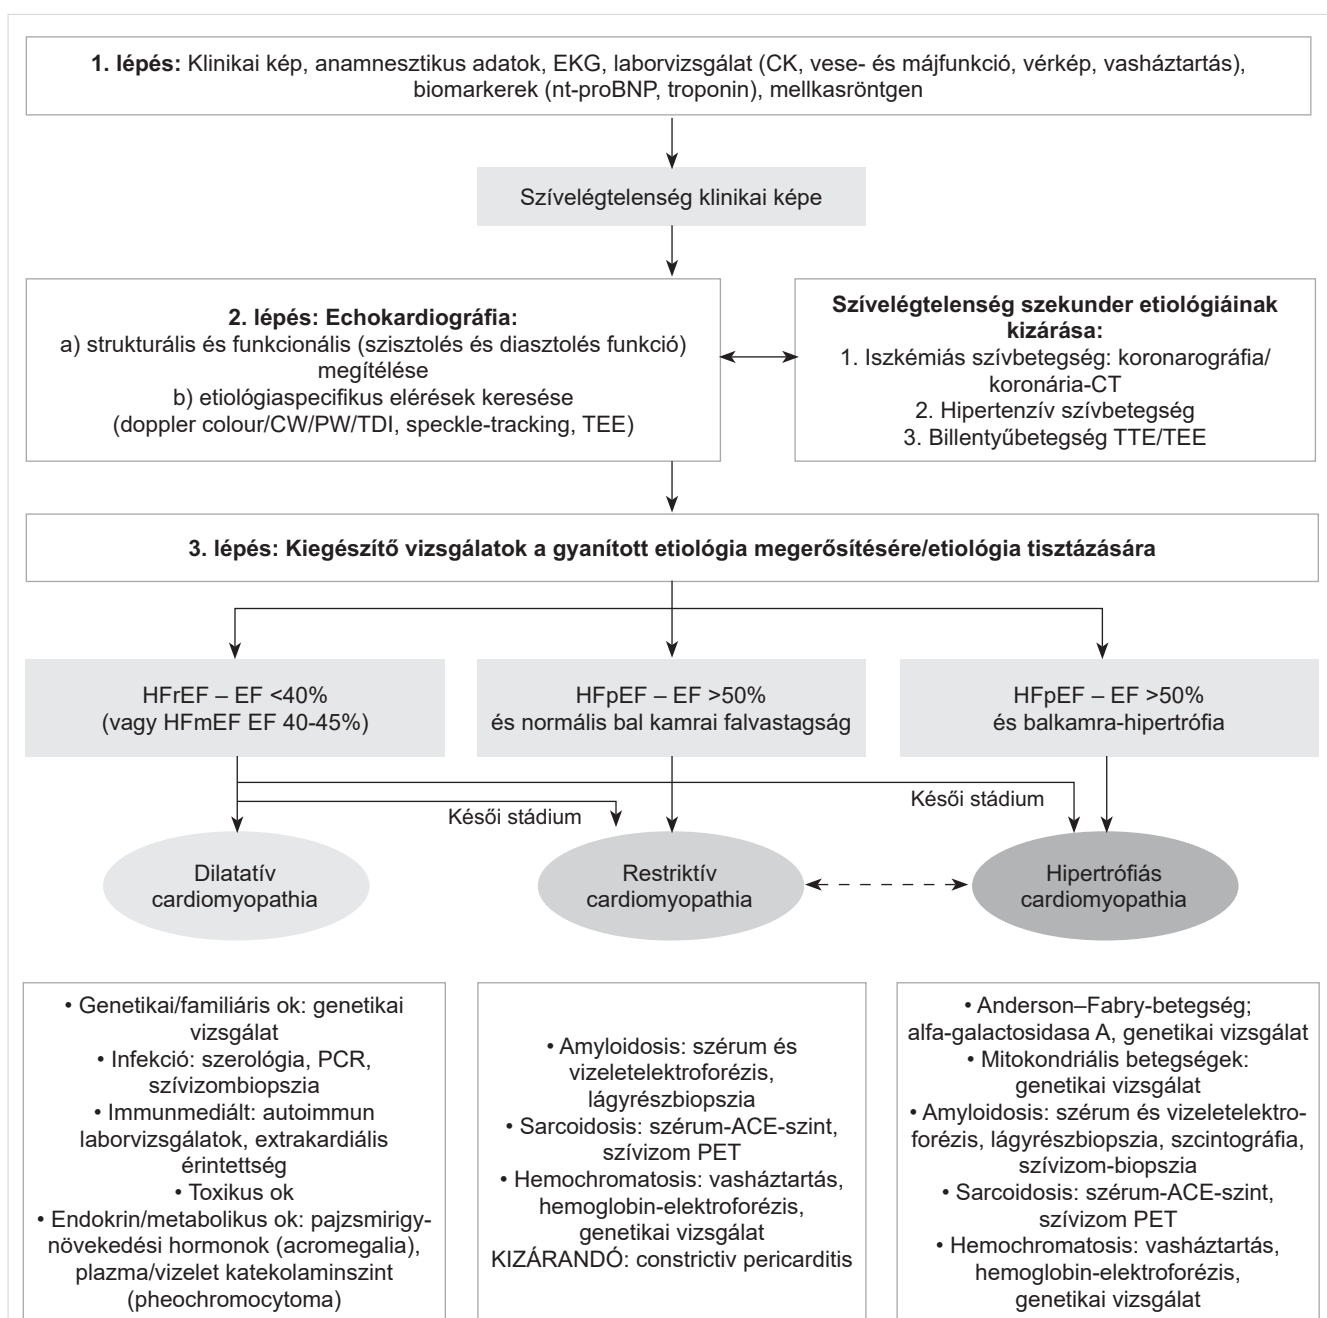 1. lépés: Klinikai kép, anamnesztikus adatok, EKG, laborvizsgálat (CK, vese- és májfunkció, vérkép, vasháztartás),
biomarkerek (nt-proBNP, troponin), mellkasröntgen
Szívelégtelenség klinikai képe
2. lépés: Echokardiográfia:
a) strukturális és funkcionális (szisztolés és diasztolés funkció)
megítélése
b) etiológiaspecifikus elérések keresése
(doppler colour/CW/PW/TDI, speckle-tracking, TEE)
Szívelégtelenség szekunder etiológiáinak
kizárása:
1. Iszkémiás szívbetegség: koronarográfia/
koronária-CT
2. Hipertenzív szívbetegség
3. Billentyűbetegség TTE/TEE
3. lépés: Kiegészítő vizsgálatok a gyanított etiológia megerősítésére/etiológia tisztázására
HFrEF – EF <40%
(vagy HFmEF EF 40-45%)
HFpEF – EF >50%
és normális bal kamrai falvastagság
HFpEF – EF >50%
és balkamra-hipertrófia
Késői stádium
Késői stádium
Dilatatív
cardiomyopathia
Restriktív
cardiomyopathia
Hipertrófiás
cardiomyopathia
• Genetikai/familiáris ok: genetikai
vizsgálat
• Infekció: szerológia, PCR,
szívizombiopszia
• Immunmediált: autoimmun
laborvizsgálatok, extrakardiális
érintettség
• Toxikus ok
• Endokrin/metabolikus ok: pajzsmirigy-
növekedési hormonok (acromegalia),
plazma/vizelet katekolaminszint
(pheochromocytoma)
• Amyloidosis: szérum és
vizeletelektroforézis,
lágyrészbiopszia
• Sarcoidosis: szérum-ACE-szint,
szívizom PET
• Hemochromatosis: vasháztartás,
hemoglobin-elektroforézis,
genetikai vizsgálat
KIZÁRANDÓ: constrictiv pericarditis
• Anderson–Fabry-betegség;
alfa-galactosidasa A, genetikai vizsgálat
• Mitokondriális betegségek:
genetikai vizsgálat
• Amyloidosis: szérum és vizeletelektro-
forézis, lágyrészbiopszia, szcintográfia,
szívizom-biopszia
• Sarcoidosis: szérum-ACE-szint,
szívizom PET
• Hemochromatosis: vasháztartás,
hemoglobin-elektroforézis,
genetikai vizsgálat